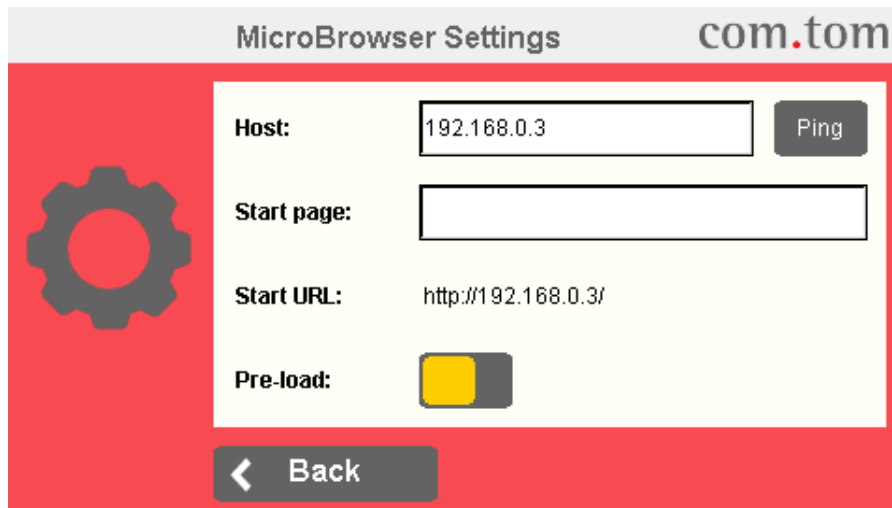 MicroBrowser Settings com.tom
Host: 192.168.0.3 Ping
Start page:
Start URL: http://192.168.0.3/
Pre-load:
Back